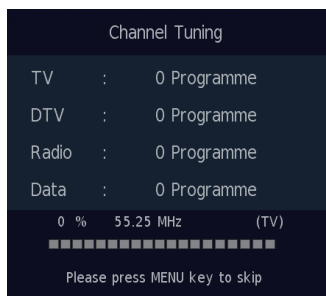 Channel Tuning
TV : 0 Programme
DTV : 0 Programme
Radio : 0 Programme
Data : 0 Programme
0 % 55.25 MHz (TV)
Please press MENU key to skip